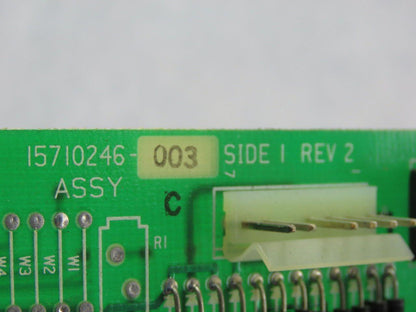 15710246-003 SIDE 1 REV 2
ASSY
C
R1
W4 W3 W2 W1